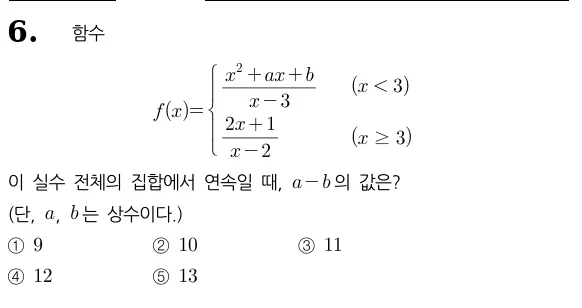 6. 함수
f(x)= { (x²+ax+b)/(x−3) (x < 3)
(2x+1)/(x−2) (x ≥ 3)
이 실수 전체의 집합에서 연속일 때, a−b의 값은?
(단, a, b는 상수이다.)
① 9 ② 10 ③ 11
④ 12 ⑤ 13